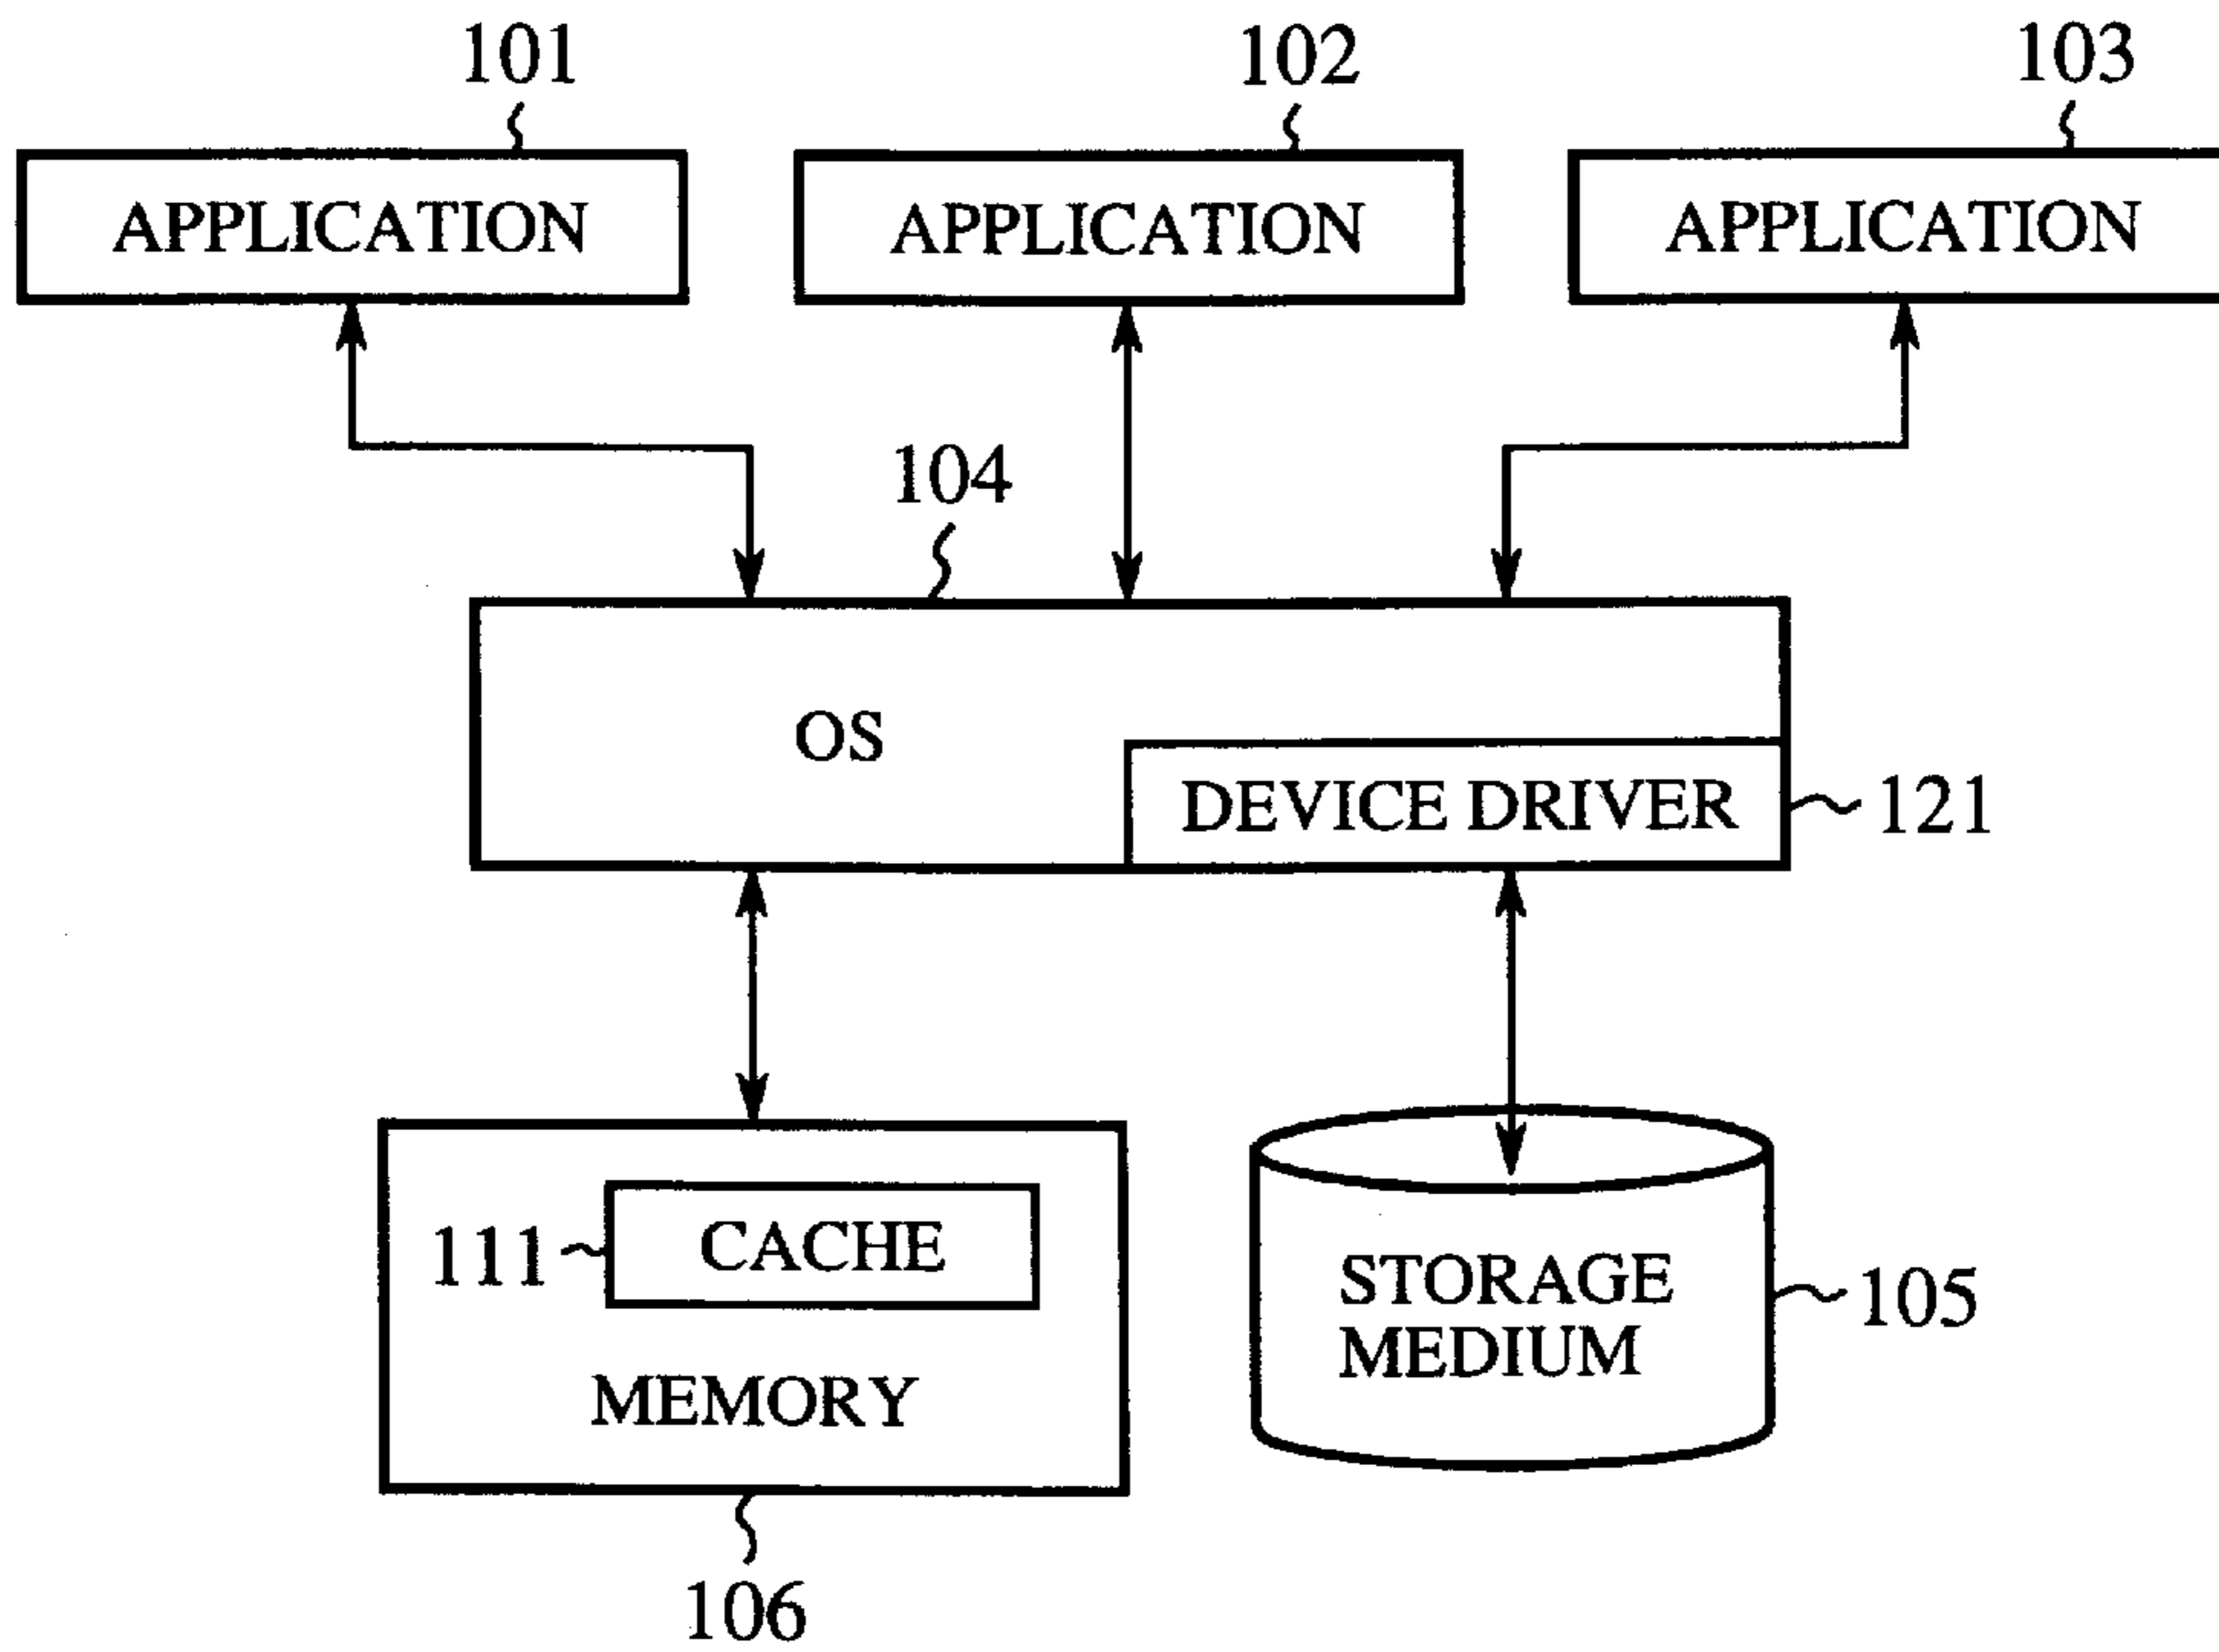 101
102
103
APPLICATION
APPLICATION
APPLICATION
104
OS
DEVICE DRIVER
121
111
CACHE
MEMORY
STORAGE
MEDIUM
105
106